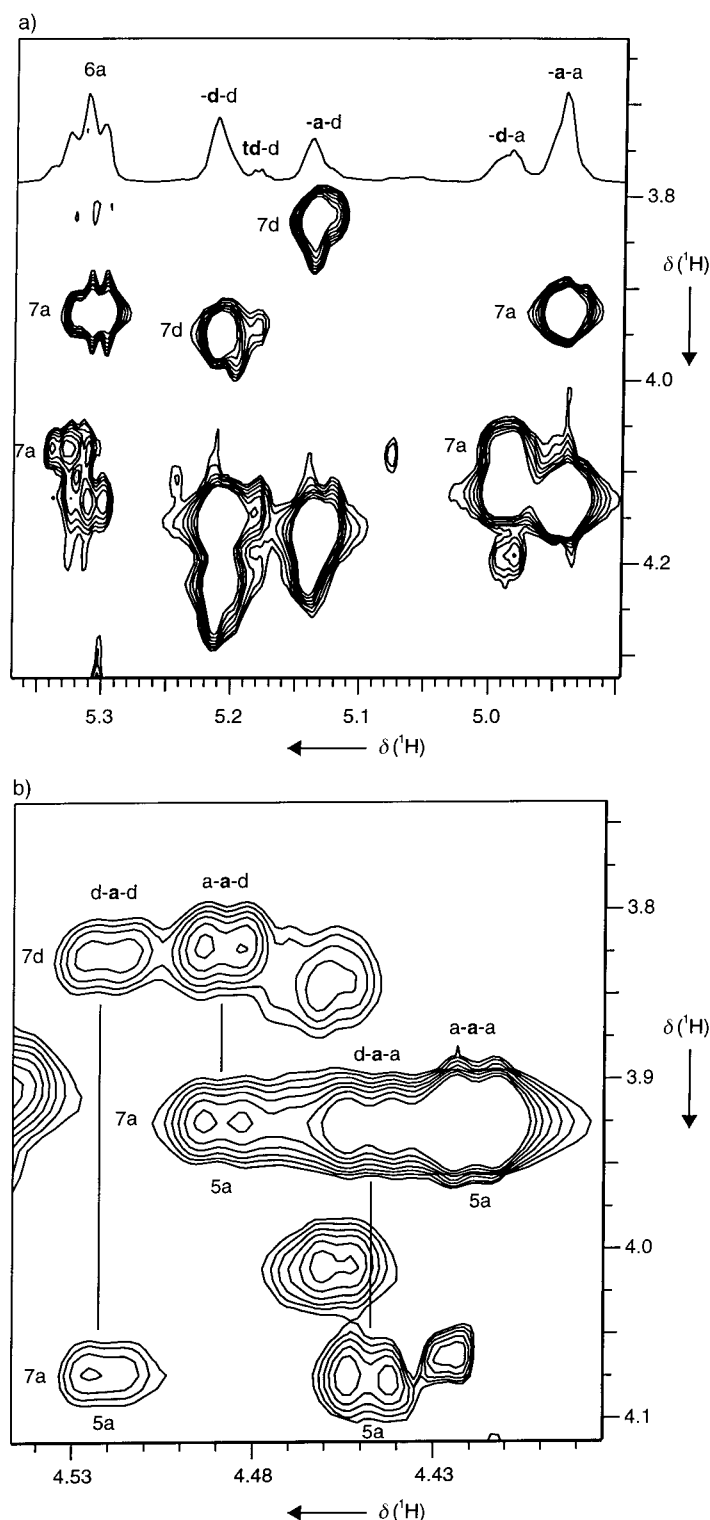 a)
6a
-a-a
-d-d
td-d
-a-d
-d-a
3.8
7d
δ(¹H)
7a
7d
7a
4.0
7a
7a
4.2
5.3
5.2
5.1
5.0
δ(¹H)
b)
d-a-d
a-a-d
3.8
7d
δ(¹H)
d-a-a
a-a-a
3.9
7a
5a
5a
4.0
7a
5a
5a
4.1
4.53
4.48
4.43
δ(¹H)